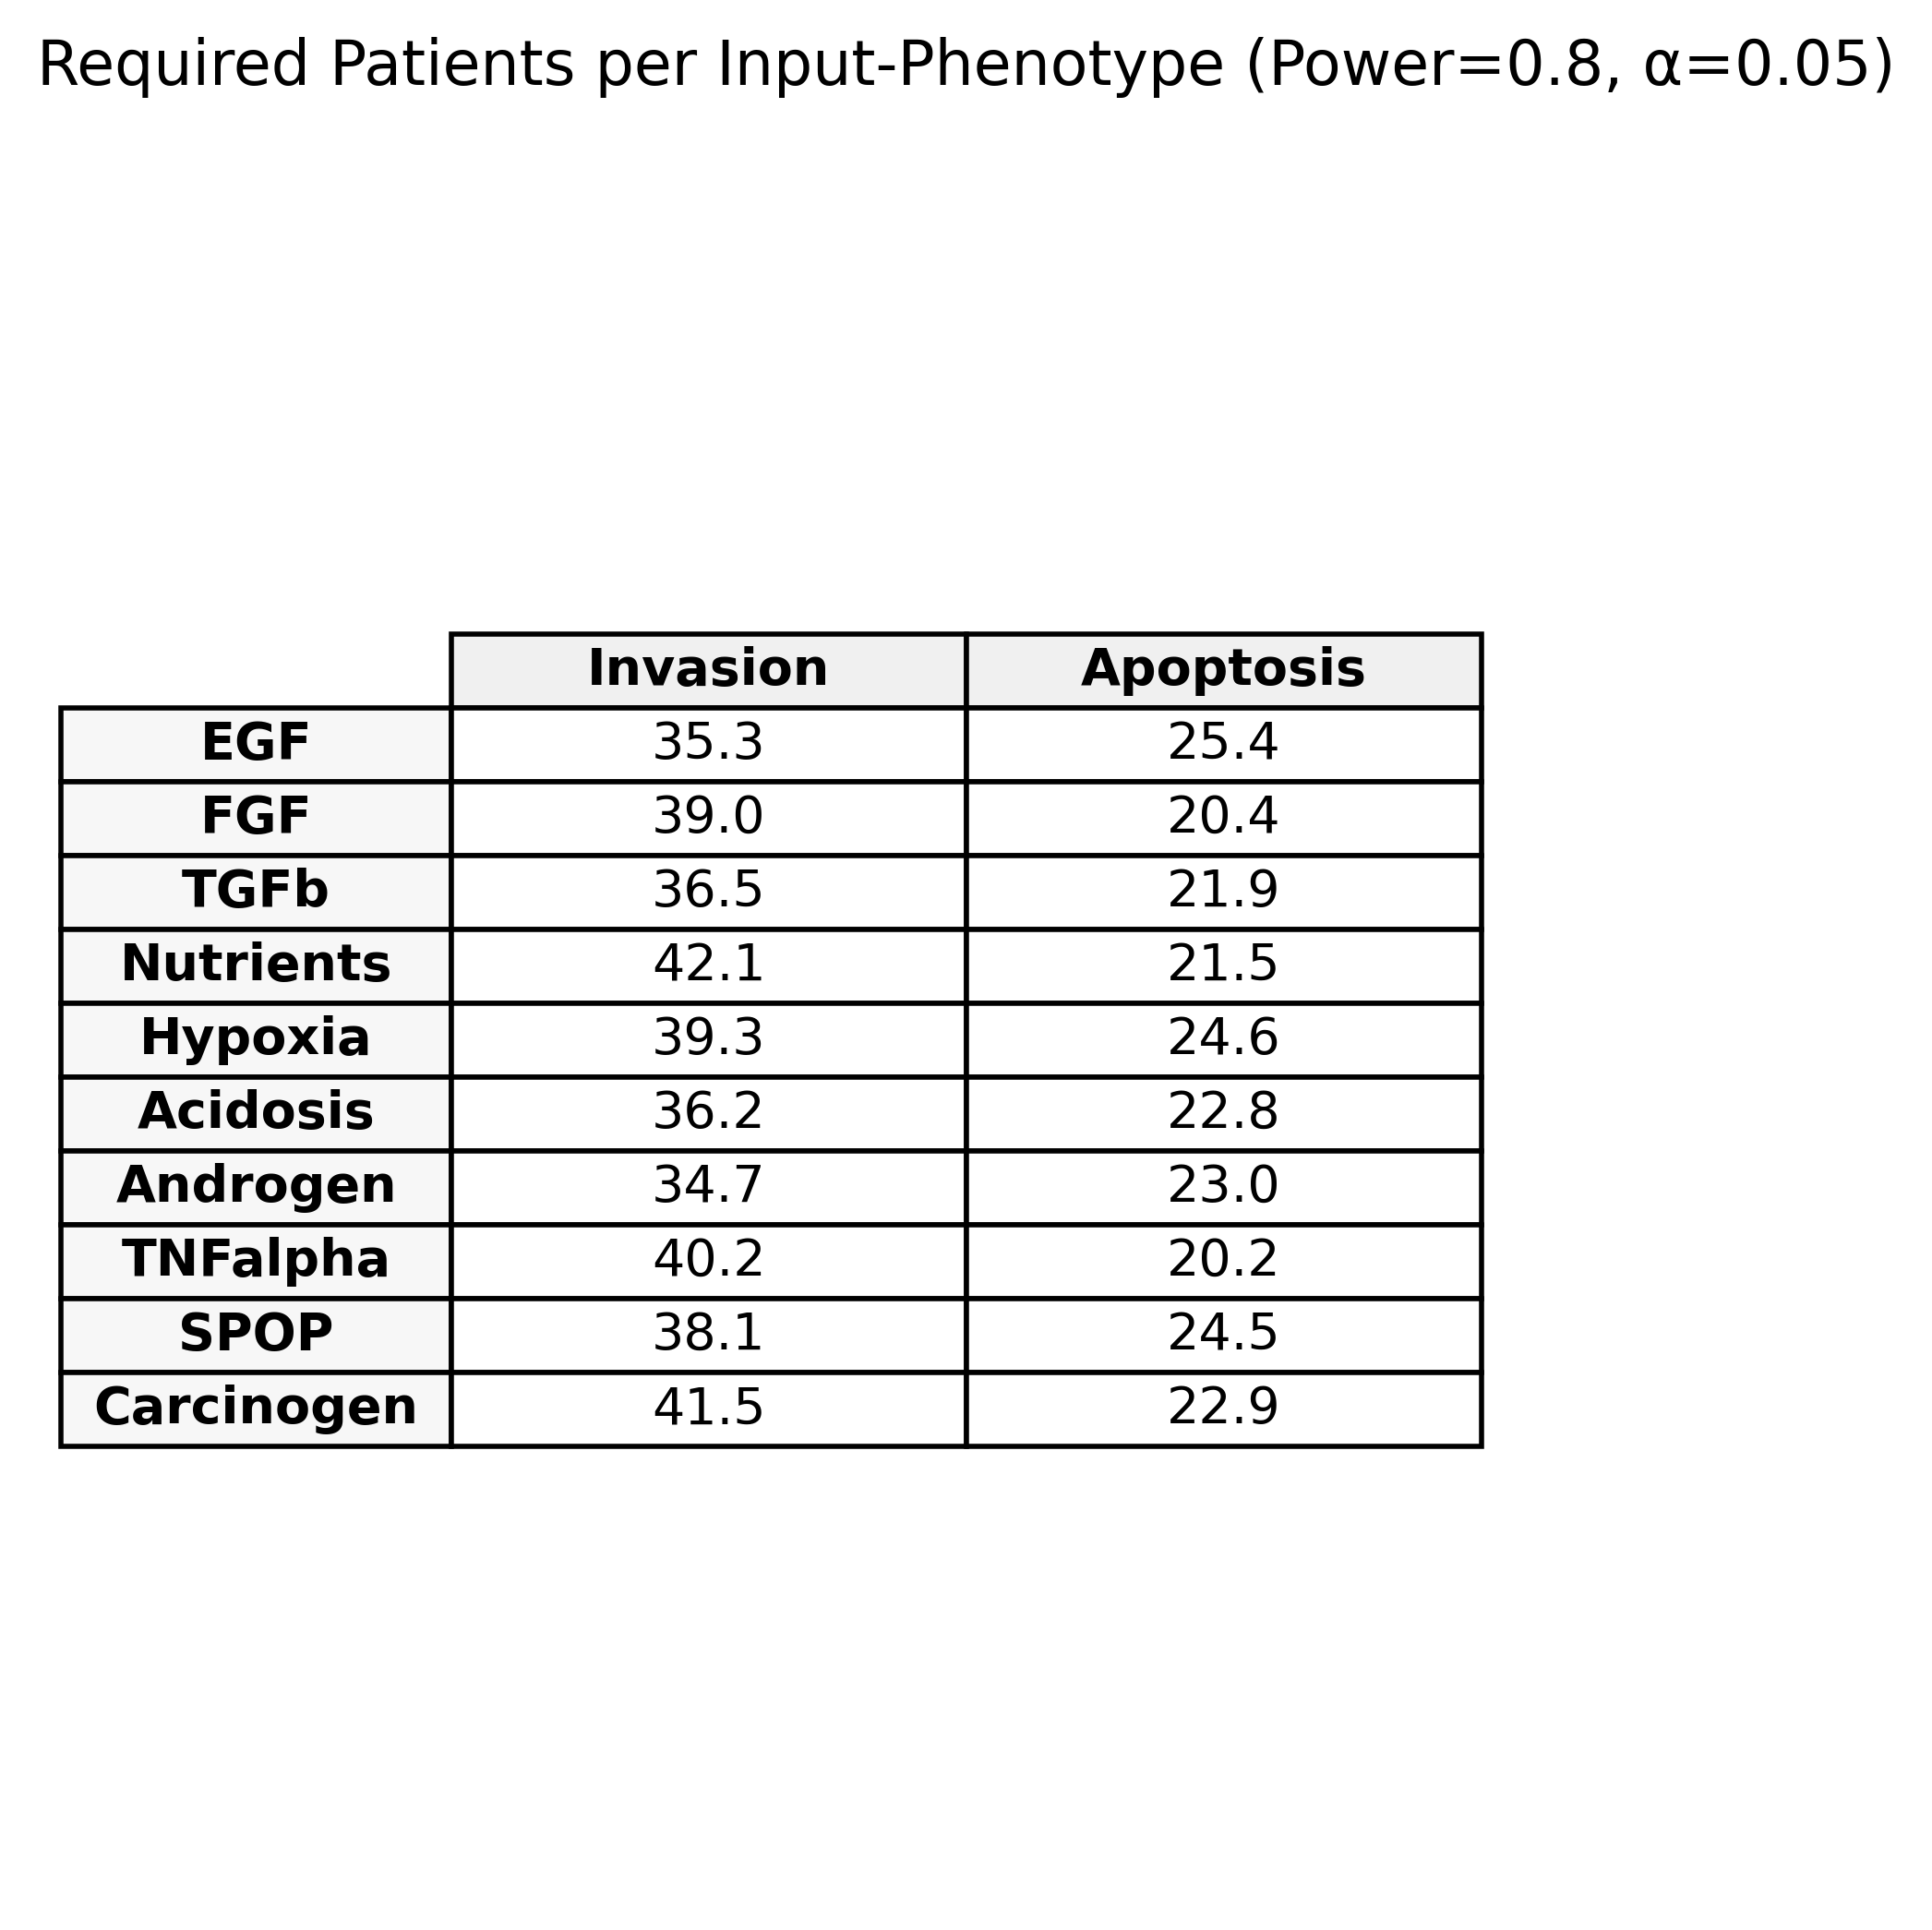 Required Patients per Input-Phenotype (Power=0.8, α=0.05)
Invasion Apoptosis
EGF 35.3 25.4
FGF 39.0 20.4
TGFb 36.5 21.9
Nutrients 42.1 21.5
Hypoxia 39.3 24.6
Acidosis 36.2 22.8
Androgen 34.7 23.0
TNFalpha 40.2 20.2
SPOP 38.1 24.5
Carcinogen 41.5 22.9